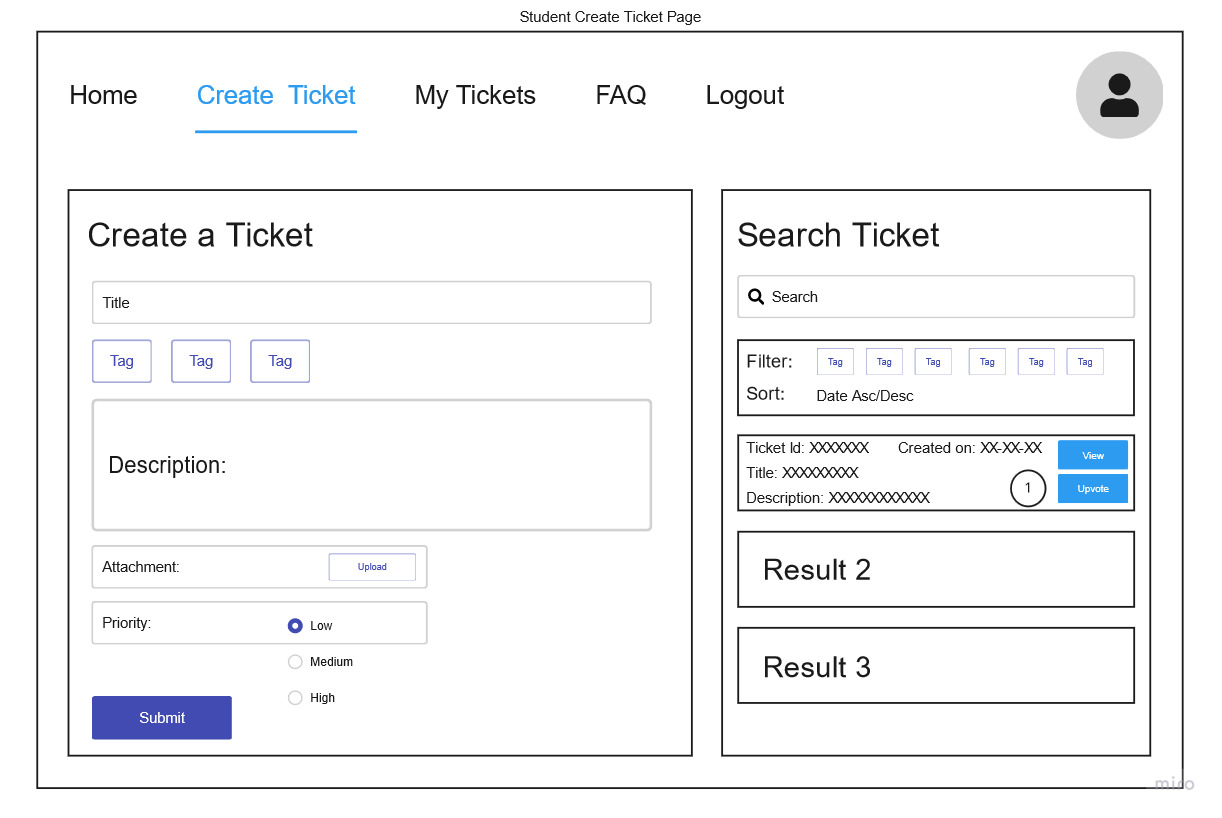 Student Create Ticket Page
Home Create Ticket My Tickets FAQ Logout
Create a Ticket
Title
Tag Tag Tag
Description:
Attachment: Upload
Priority: Low
Medium
High
Submit
Search Ticket
Search
Filter: Tag Tag Tag Tag Tag Tag
Sort: Date Asc/Desc
Ticket Id: XXXXXXX Created on: XX-XX-XX View
Title: XXXXXXXXX
Description: XXXXXXXXXXXX 1 Upvote
Result 2
Result 3
miro